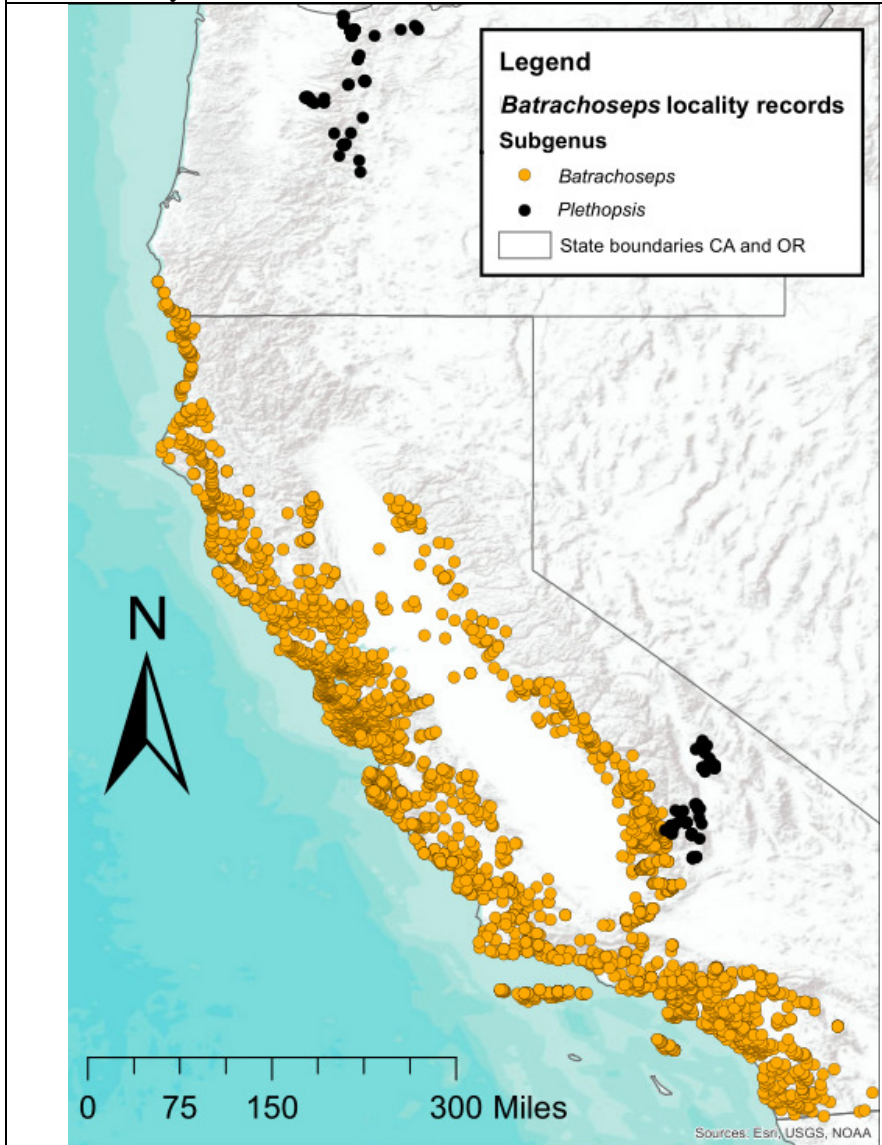 Legend
Batrachoseps locality records
Subgenus
Batrachoseps
Plethopsis
State boundaries CA and OR
N
0 75 150 300 Miles
Sources: Esri, USGS, NOAA